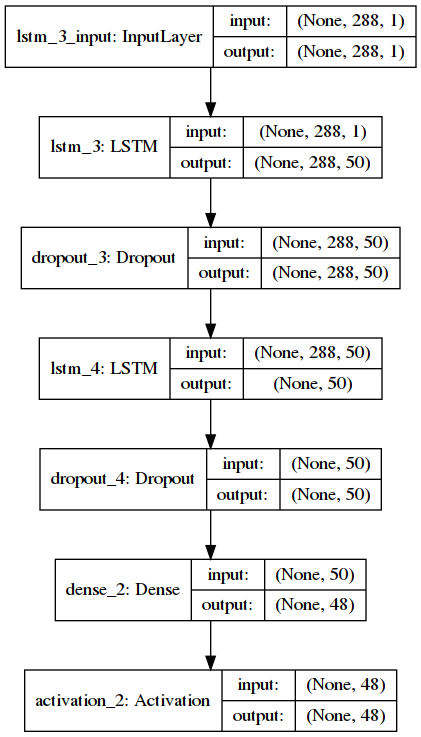 lstm_3_input: InputLayer
input: (None, 288, 1)
output: (None, 288, 1)
lstm_3: LSTM
input: (None, 288, 1)
output: (None, 288, 50)
dropout_3: Dropout
input: (None, 288, 50)
output: (None, 288, 50)
lstm_4: LSTM
input: (None, 288, 50)
output: (None, 50)
dropout_4: Dropout
input: (None, 50)
output: (None, 50)
dense_2: Dense
input: (None, 50)
output: (None, 48)
activation_2: Activation
input: (None, 48)
output: (None, 48)